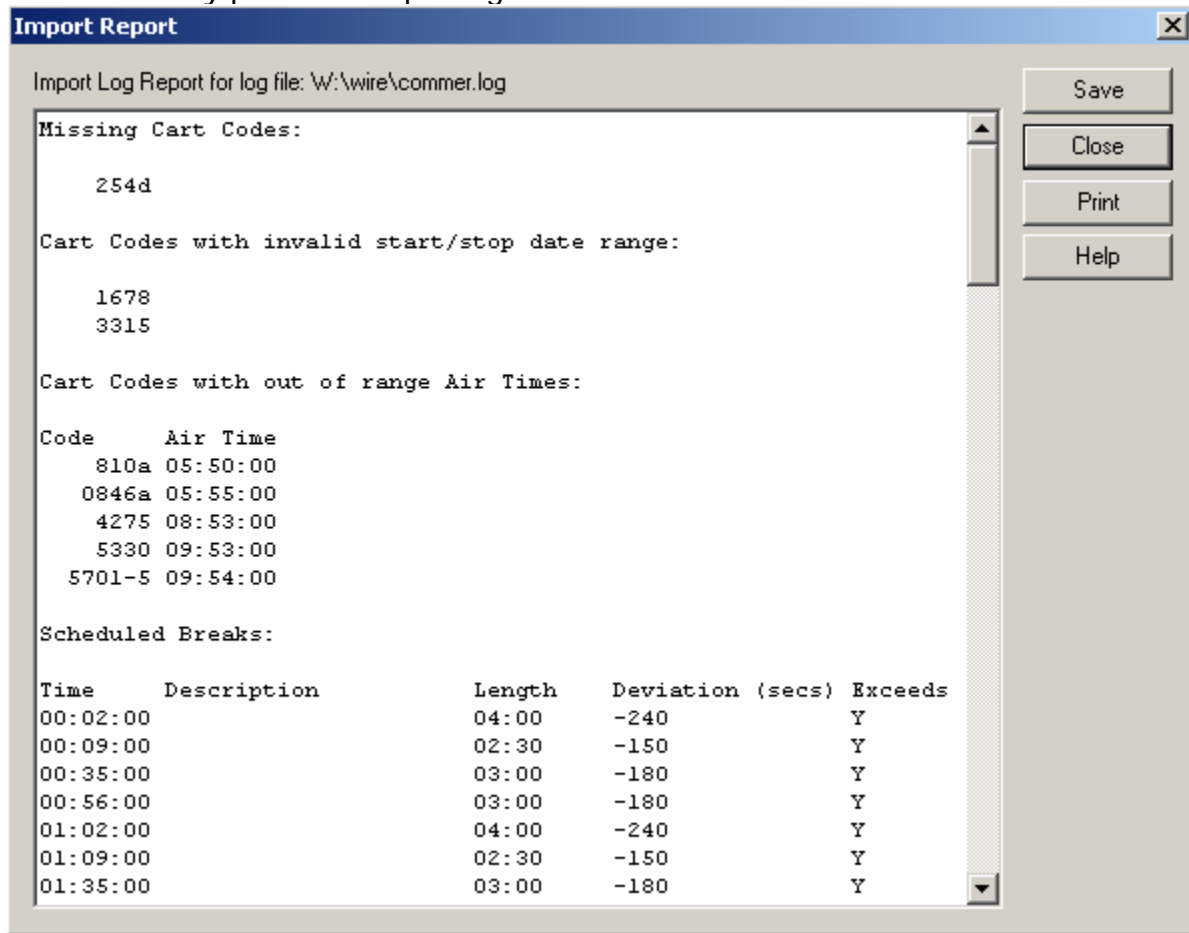 Import Report
Import Log Report for log file: W:\wire\commer.log
Save
Close
Print
Help
Missing Cart Codes:
254d
Cart Codes with invalid start/stop date range:
1678
3315
Cart Codes with out of range Air Times:
Code Air Time
810a 05:50:00
0846a 05:55:00
4275 08:53:00
5330 09:53:00
5701-5 09:54:00
Scheduled Breaks:
Time Description Length Deviation (secs) Exceeds
00:02:00 04:00 -240 Y
00:09:00 02:30 -150 Y
00:35:00 03:00 -180 Y
00:56:00 03:00 -180 Y
01:02:00 04:00 -240 Y
01:09:00 02:30 -150 Y
01:35:00 03:00 -180 Y